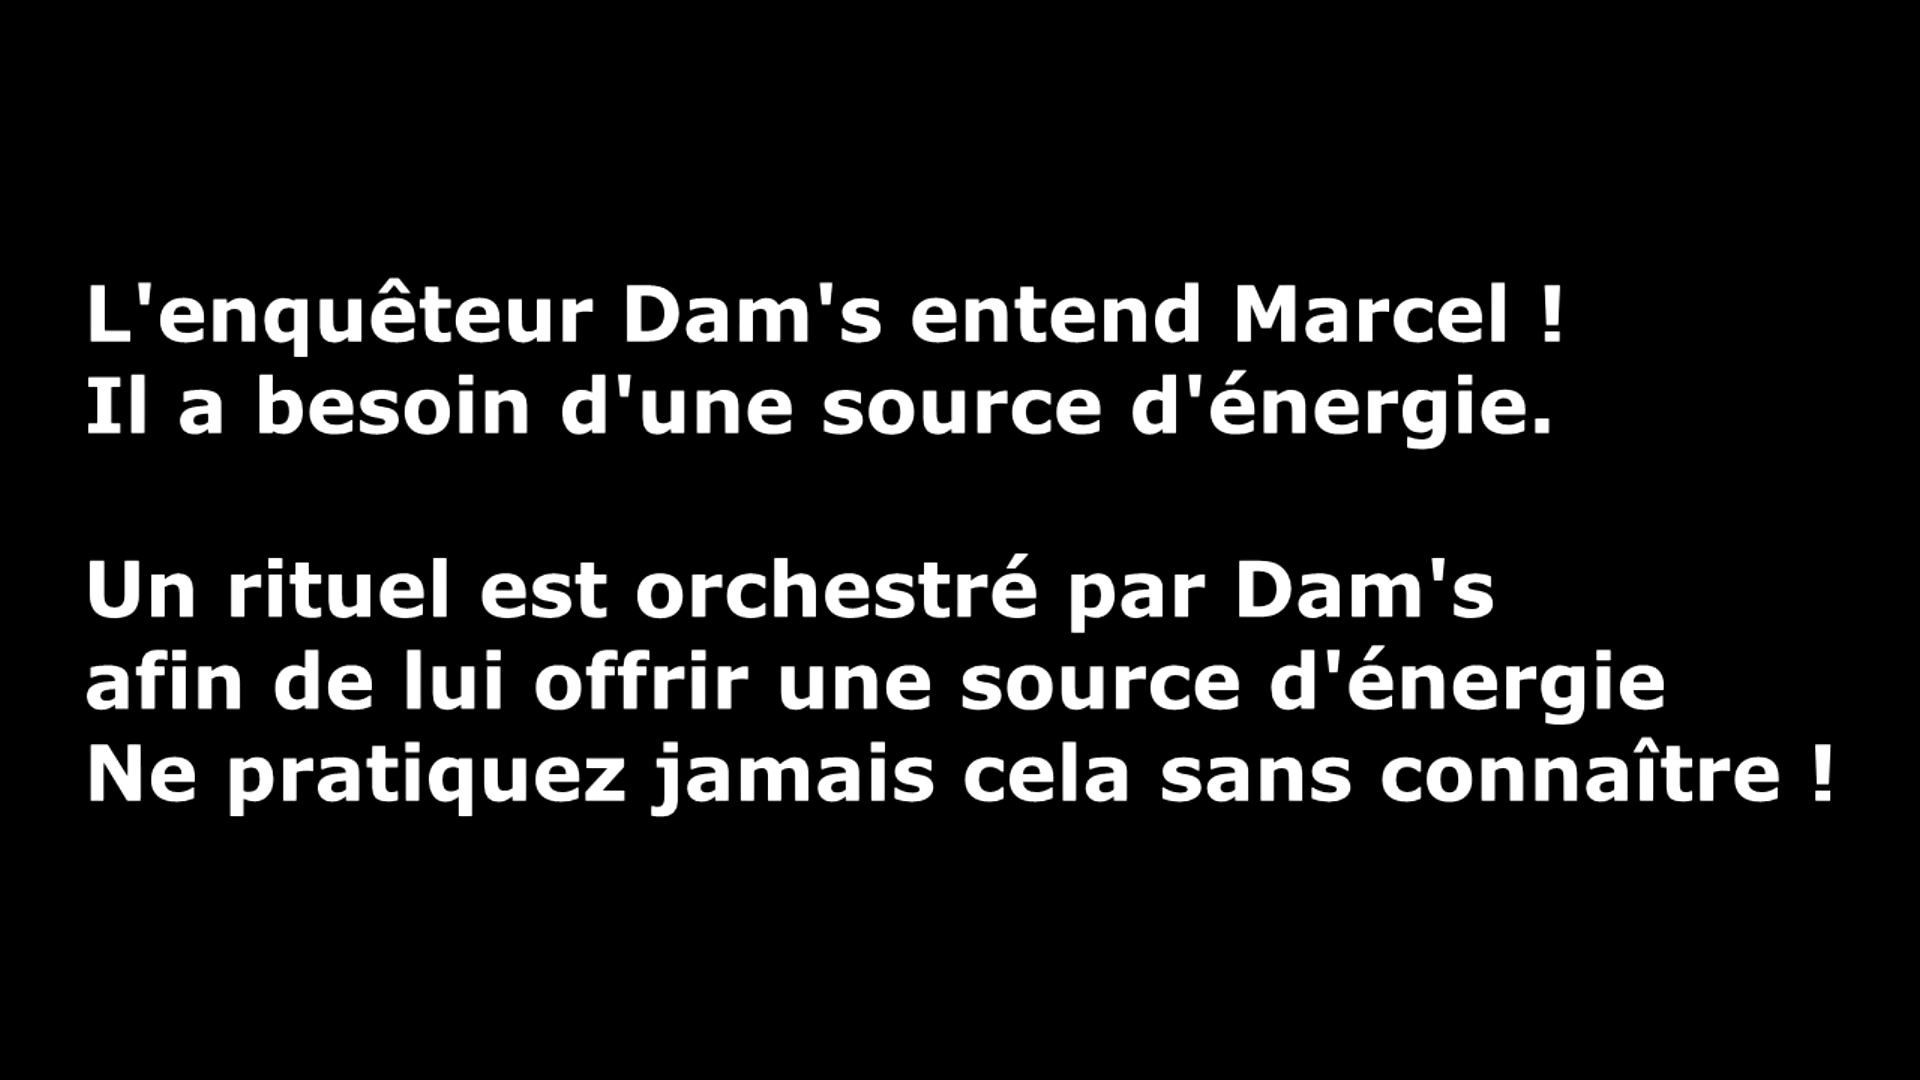 L'enquêteur Dam's entend Marcel !
Il a besoin d'une source d'énergie.
Un rituel est orchestré par Dam's
afin de lui offrir une source d'énergie
Ne pratiquez jamais cela sans connaître !